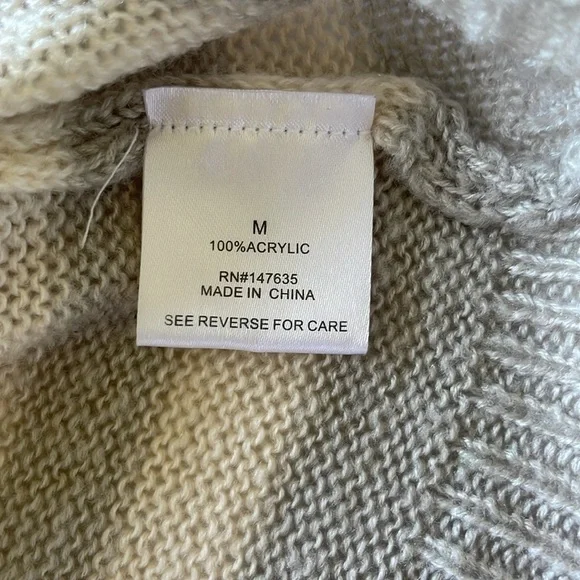 M
100%ACRYLIC
RN#147635
MADE IN CHINA
SEE REVERSE FOR CARE